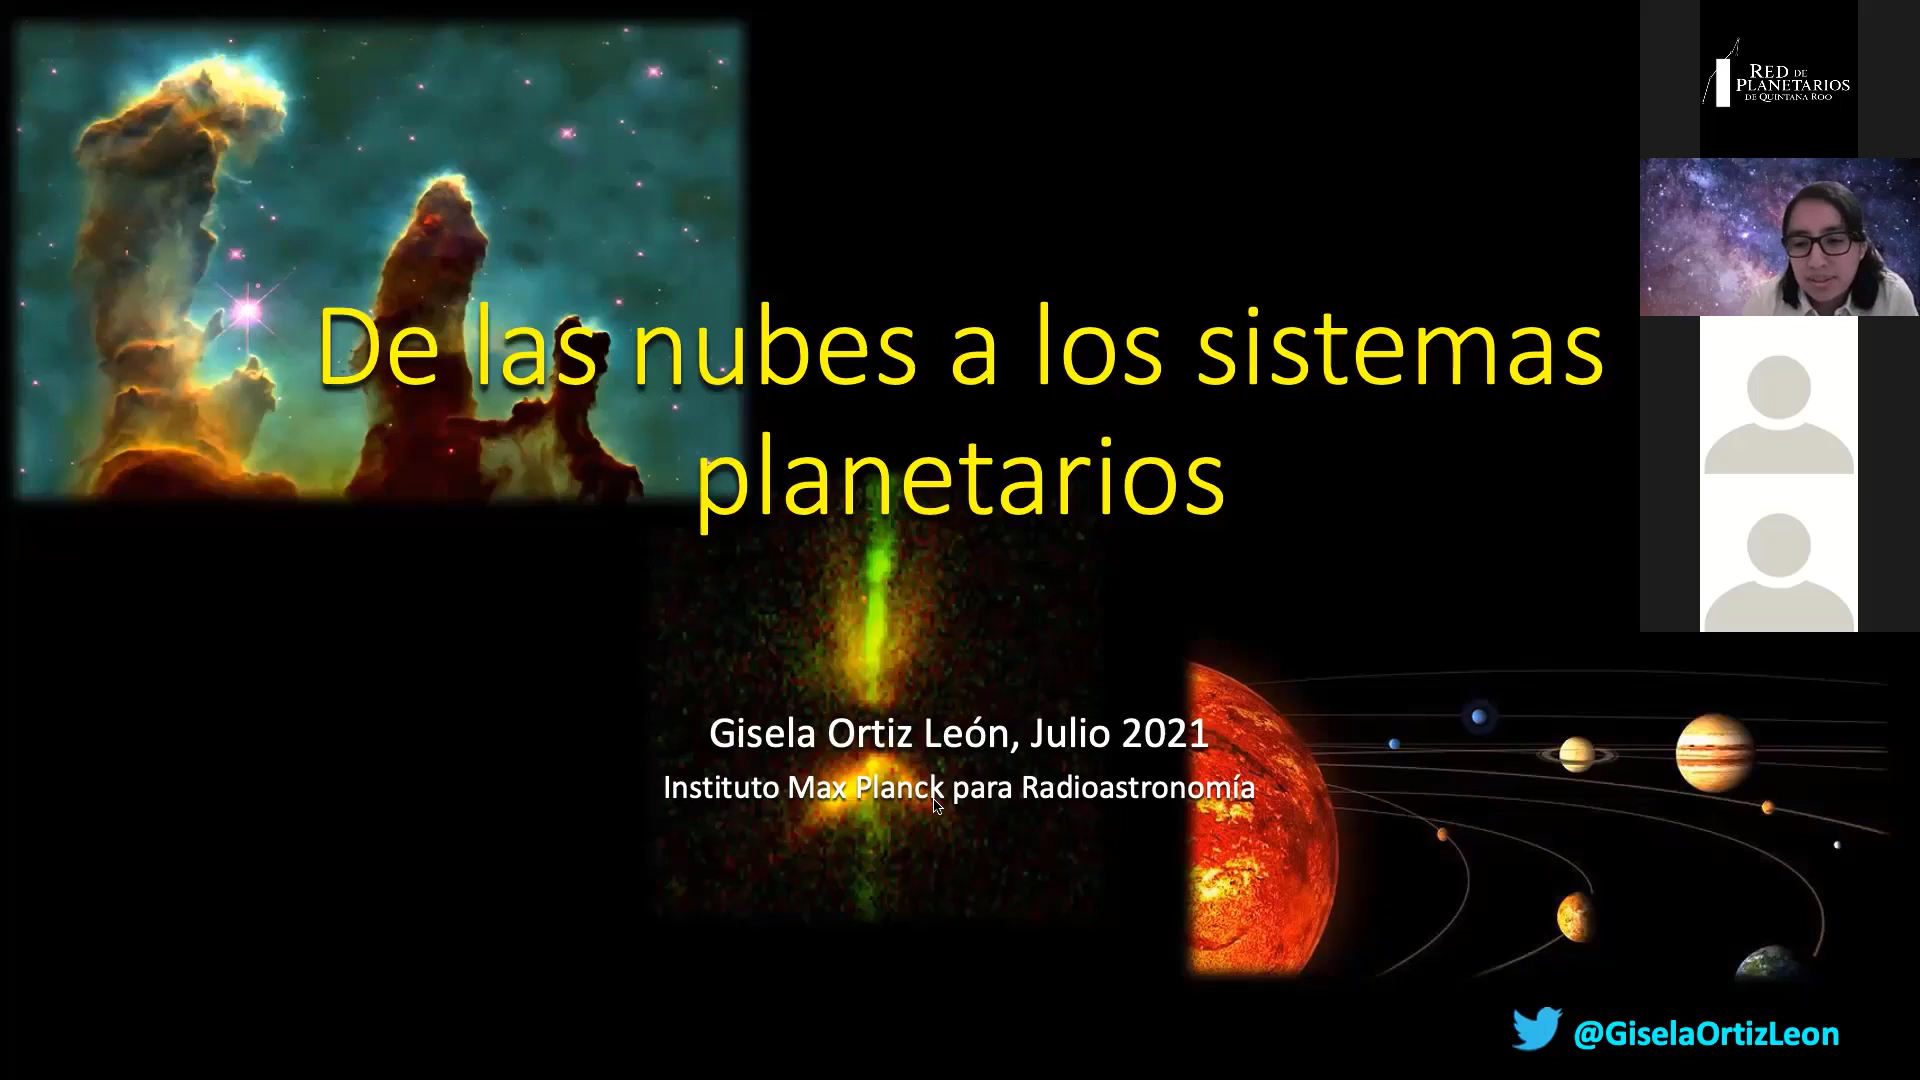 De las nubes a los sistemas
planetarios
Gisela Ortiz León, Julio 2021
Instituto Max Planck para Radioastronomía
@GiselaOrtizLeon
RED DE
PLANETARIOS
DE QUINTANA ROO